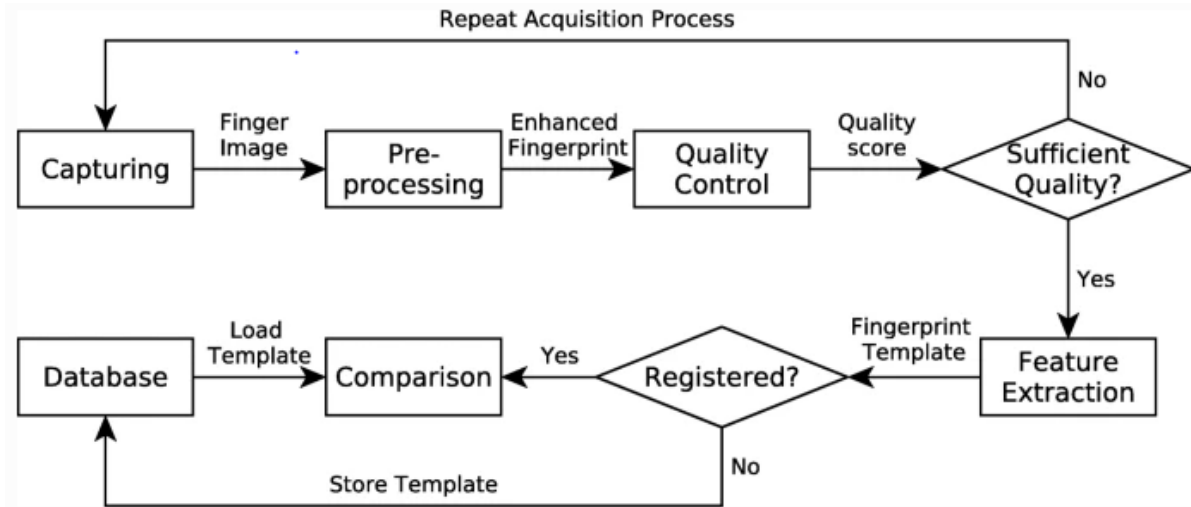 Repeat Acquisition Process
No
Finger
Image
Enhanced
Fingerprint
Quality
score
Capturing
Pre-
processing
Quality
Control
Sufficient
Quality?
Yes
Load
Template
Yes
Fingerprint
Template
Database
Comparison
Registered?
Feature
Extraction
No
Store Template